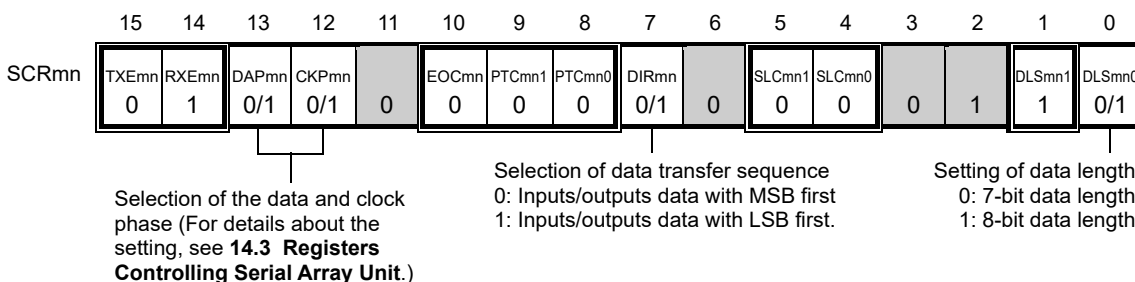 15 14 13 12 11 10 9 8 7 6 5 4 3 2 1 0
SCRmn
TXEmn RXEmn DAPmn CKPmn EOCmn PTCmn1 PTCmn0 DIRmn SLCmn1 SLCmn0 DLSmn1 DLSmn0
0 1 0/1 0/1 0 0 0 0 0/1 0 0 0 0 1 1 0/1
Selection of the data and clock
phase (For details about the
setting, see 14.3 Registers
Controlling Serial Array Unit.)
Selection of data transfer sequence
0: Inputs/outputs data with MSB first
1: Inputs/outputs data with LSB first.
Setting of data length
0: 7-bit data length
1: 8-bit data length